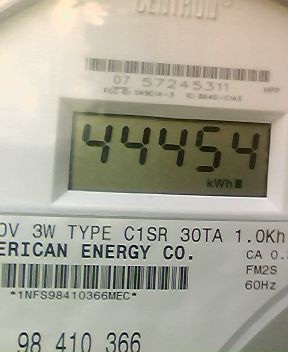 CENTRON®
07 57245311
44454
kWh
0V 3W TYPE C1SR 30TA 1.0Kh
ERICAN ENERGY CO.
CA 0.
FM2S
*1NFS98410366MEC*
60Hz
98 410 366